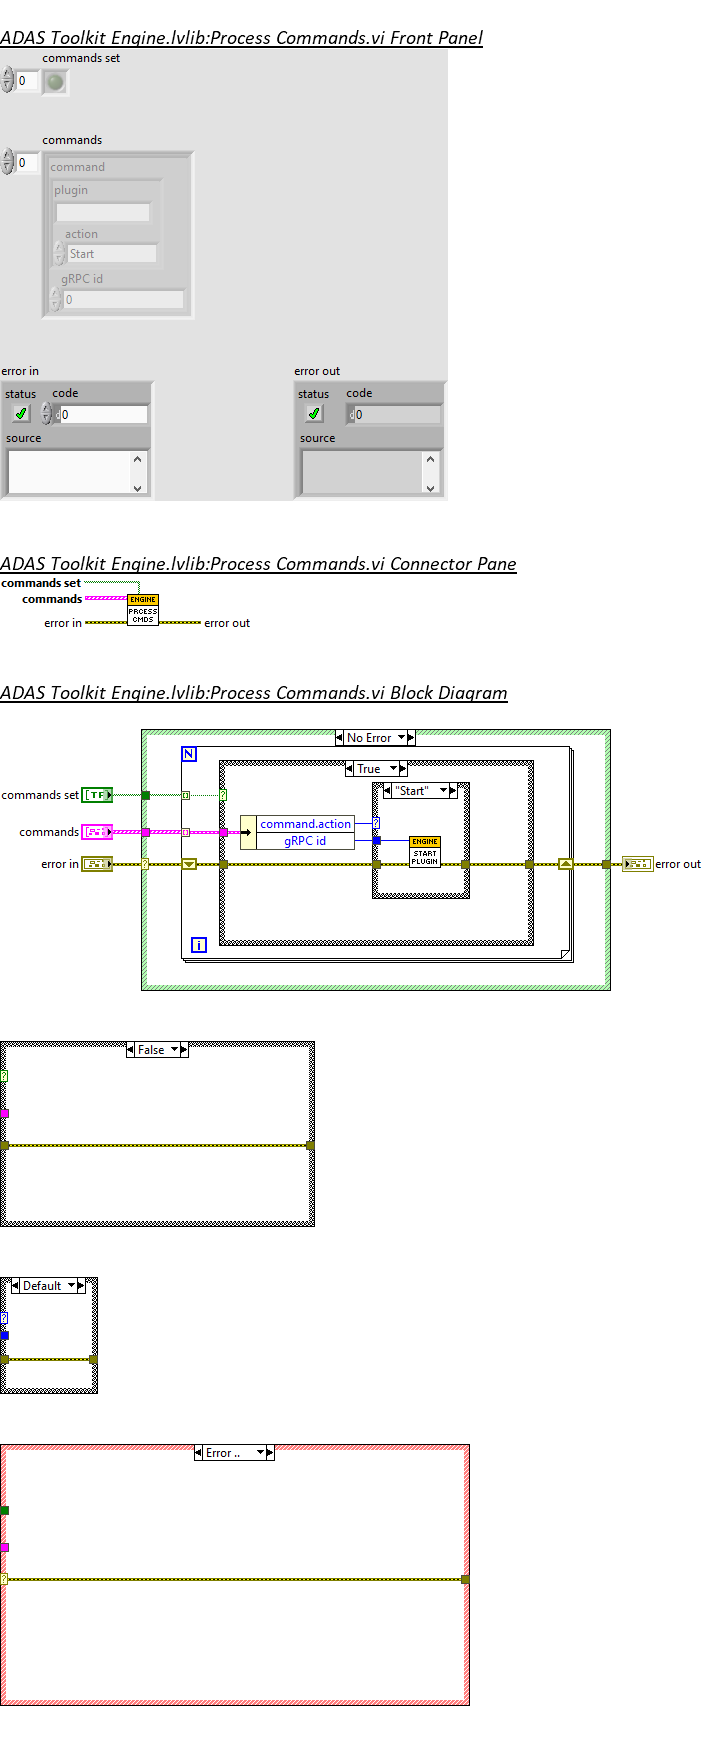 ADAS Toolkit Engine.lvlib:Process Commands.vi Front Panel
commands set
0
commands
0
command
plugin
action
Start
gRPC id
0
error in
error out
status code
status code
d0
d0
source
source
ADAS Toolkit Engine.lvlib:Process Commands.vi Connector Pane
commands set
commands
ENGINE
PRCESS
CMDS
error in
error out
ADAS Toolkit Engine.lvlib:Process Commands.vi Block Diagram
No Error
N
True
"Start"
commands set
TF
?
commands
command.action
?
gRPC id
ENGINE
START
PLUGIN
error in
?
error out
i
False
?
Default
?
Error ..
?